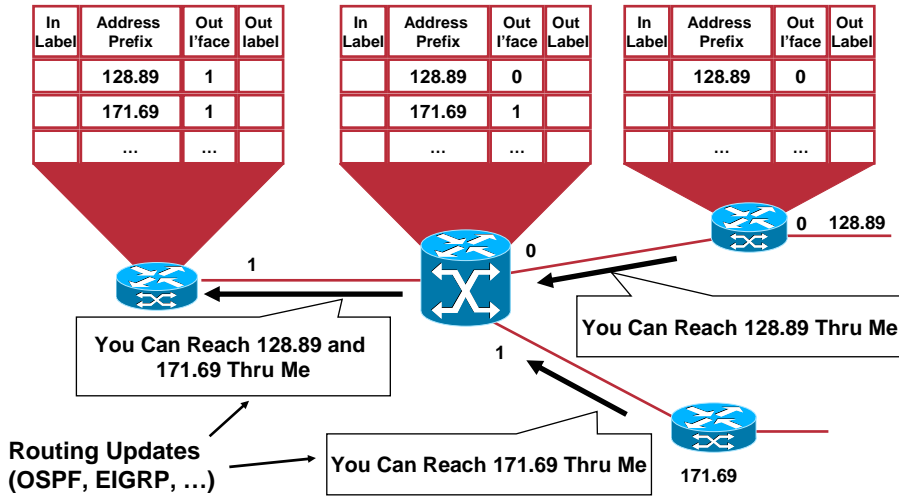 In Label Address Prefix Out I’face Out label
128.89 1
171.69 1
… …
In Label Address Prefix Out I’face Out Label
128.89 0
171.69 1
… …
In Label Address Prefix Out I’face Out Label
128.89 0
… …
0 128.89
0
1
You Can Reach 128.89 Thru Me
You Can Reach 128.89 and
171.69 Thru Me
1
Routing Updates
(OSPF, EIGRP, …)
You Can Reach 171.69 Thru Me
171.69